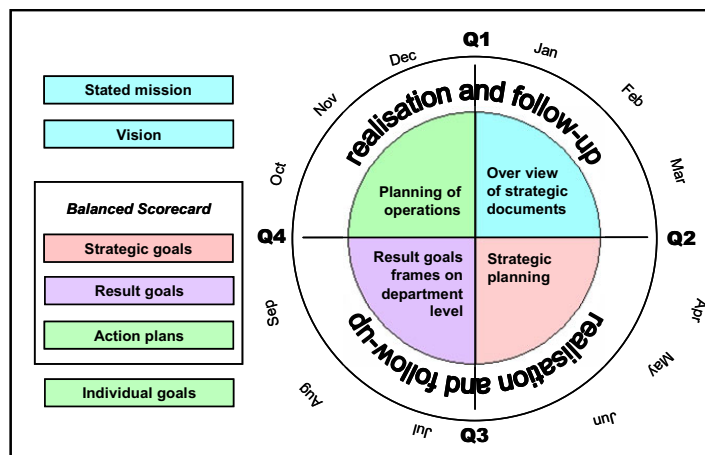 Stated mission
Vision
Balanced Scorecard
Strategic goals
Result goals
Action plans
Individual goals
Q1
Jan
Feb
Mar
Q2
Apr
May
Jun
Q3
Jul
Aug
Sep
Q4
Oct
Nov
Dec
realisation and follow-up
Planning of
operations
Over view
of strategic
documents
Result goals
frames on
department
level
Strategic
planning
realisation and follow-up